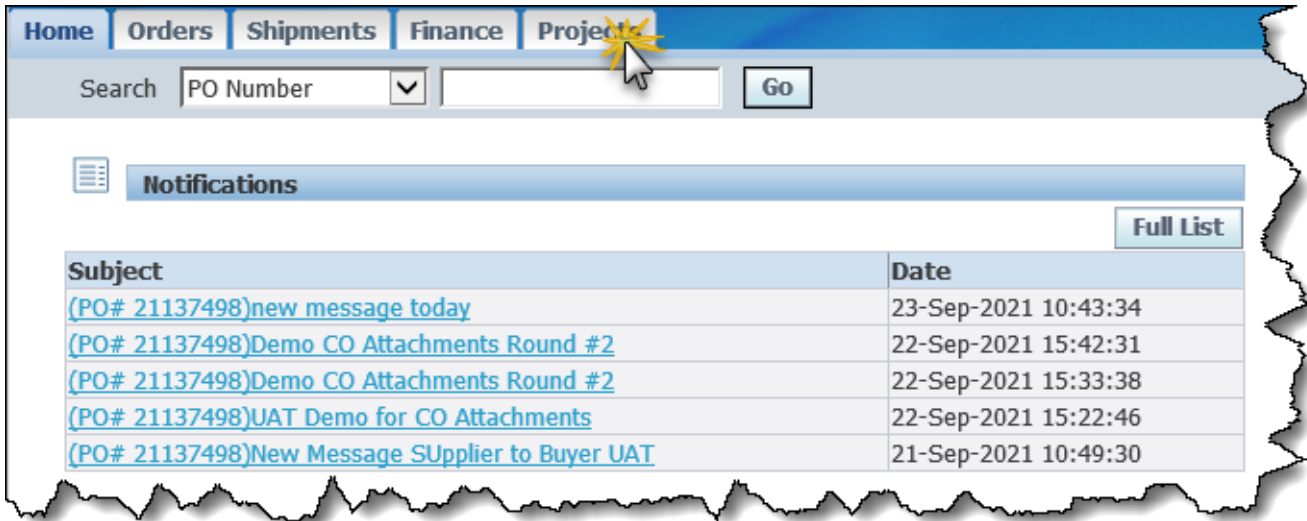 Home Orders Shipments Finance Projects
Search PO Number Go
Notifications
Full List
Subject Date
(PO# 21137498)new message today 23-Sep-2021 10:43:34
(PO# 21137498)Demo CO Attachments Round #2 22-Sep-2021 15:42:31
(PO# 21137498)Demo CO Attachments Round #2 22-Sep-2021 15:33:38
(PO# 21137498)UAT Demo for CO Attachments 22-Sep-2021 15:22:46
(PO# 21137498)New Message SUpplier to Buyer UAT 21-Sep-2021 10:49:30